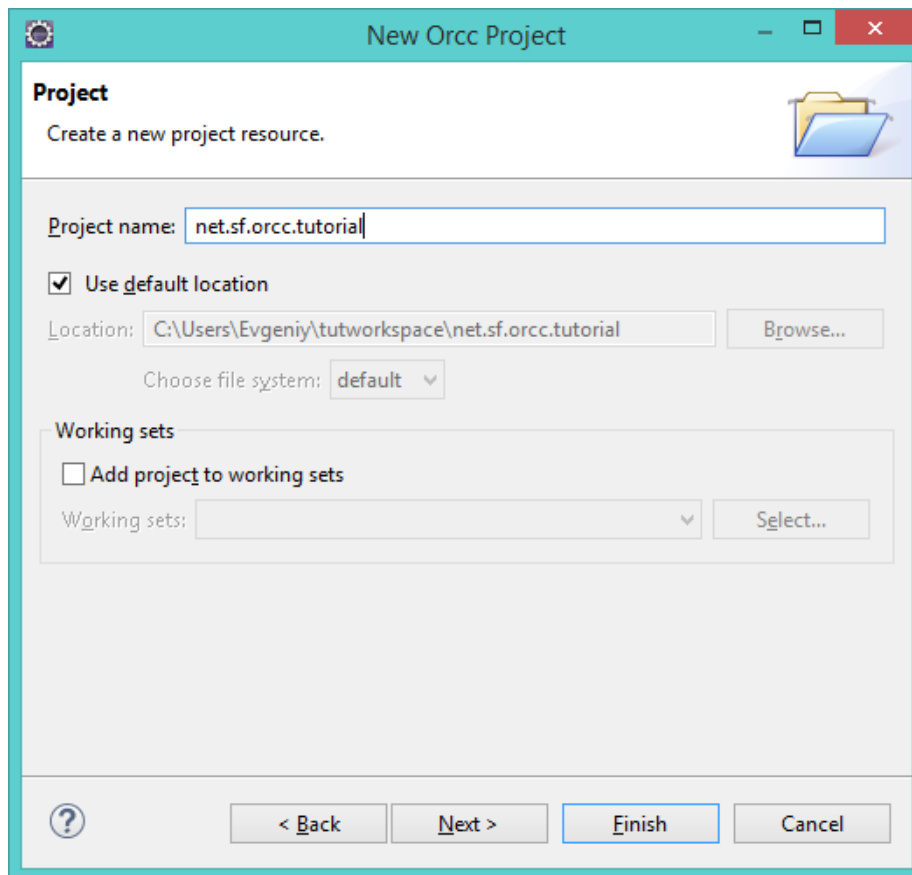 New Orcc Project
Project
Create a new project resource.
Project name: net.sf.orcc.tutorial
Use default location
Location: C:\Users\Evgeniy\tutworkspace\net.sf.orcc.tutorial Browse...
Choose file system: default
Working sets
Add project to working sets
Working sets: Select...
? < Back Next > Finish Cancel